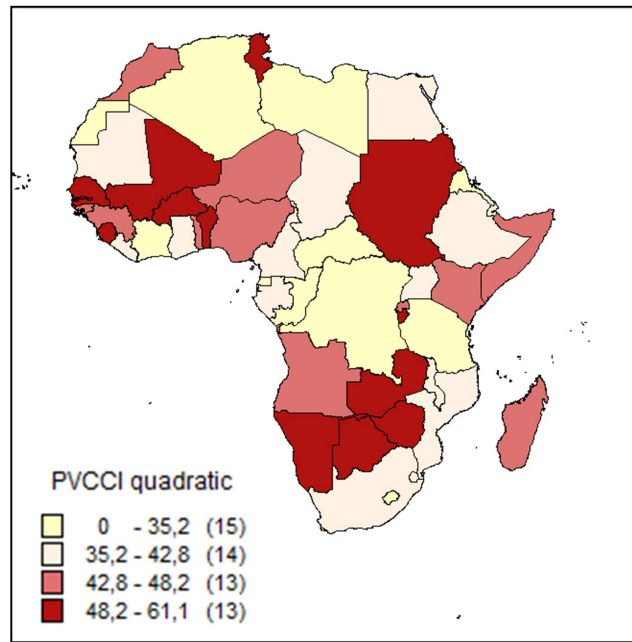 PVCCI quadratic
0 - 35,2 (15)
35,2 - 42,8 (14)
42,8 - 48,2 (13)
48,2 - 61,1 (13)